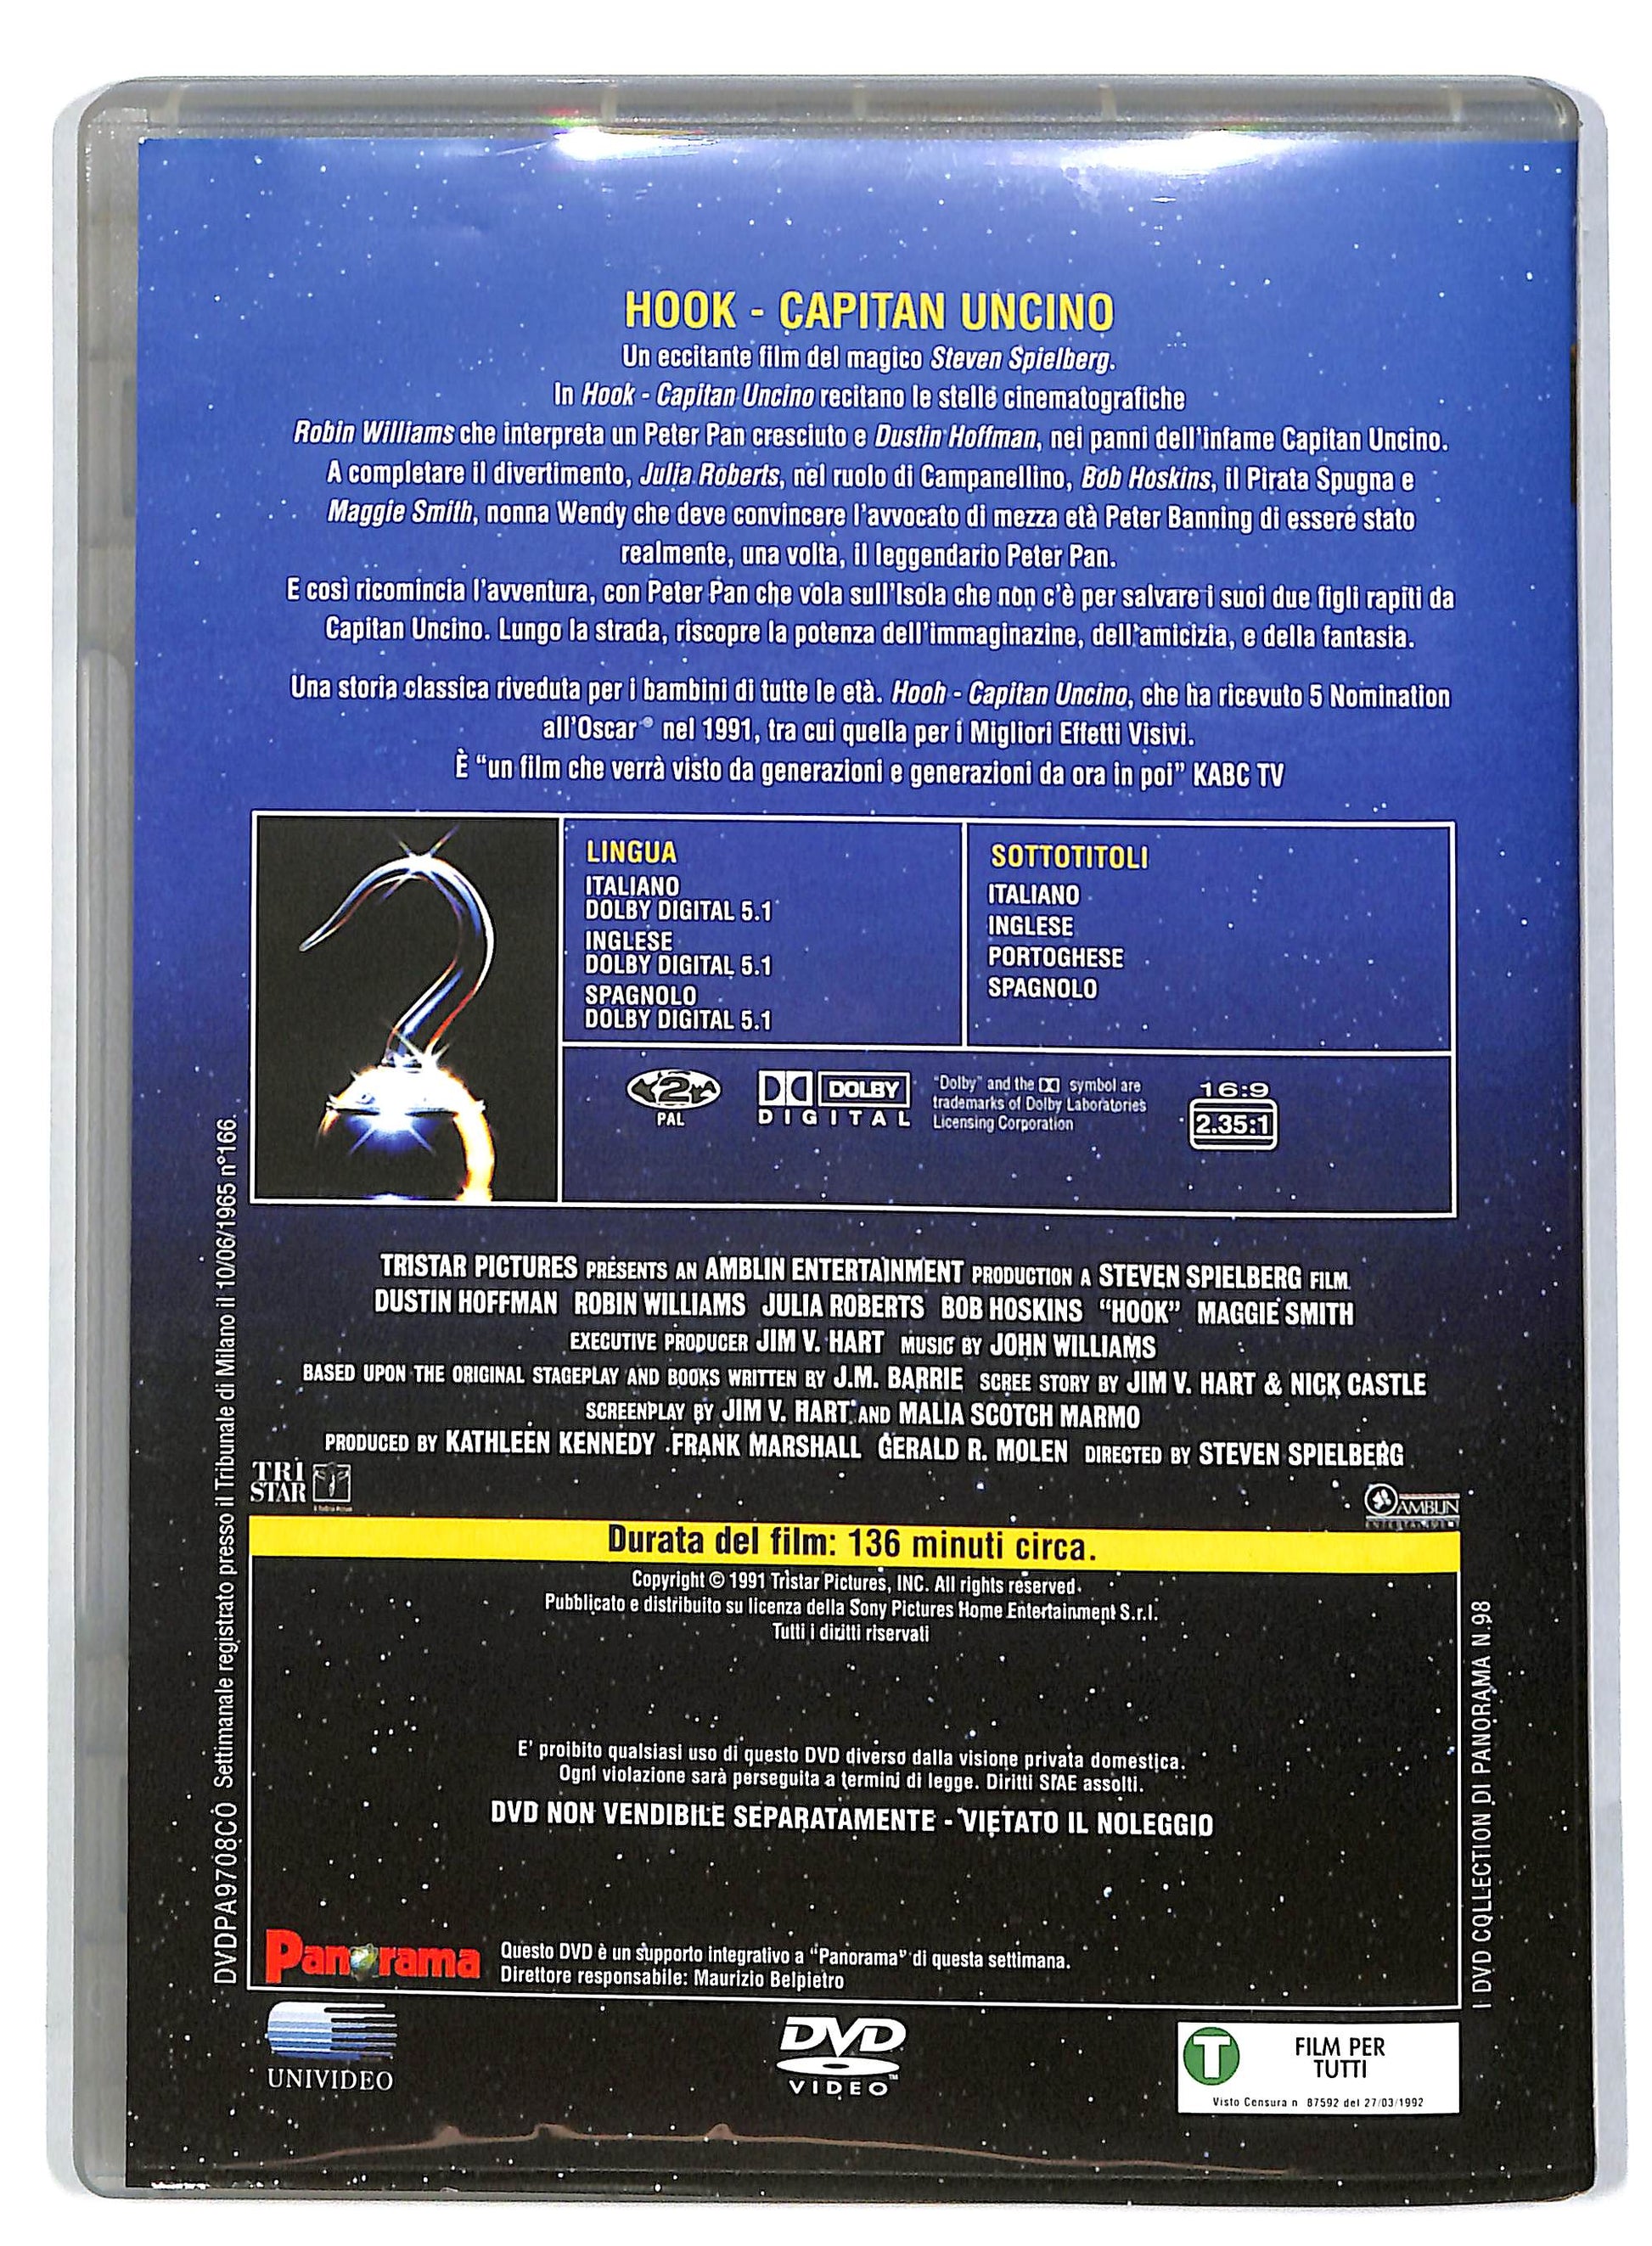 HOOK - CAPITAN UNCINO
Un eccitante film del magico Steven Spielberg.
In Hook - Capitan Uncino recitano le stelle cinematografiche
Robin Williams che interpreta un Peter Pan cresciuto e Dustin Hoffman, nei panni dell'infame Capitan Uncino.
A completare il divertimento, Julia Roberts, nel ruolo di Campanellino, Bob Hoskins, il Pirata Spugna e
Maggie Smith, nonna Wendy che deve convincere l'avvocato di mezza età Peter Banning di essere stato
realmente, una volta, il leggendario Peter Pan.
E così ricomincia l'avventura, con Peter Pan che vola sull'Isola che non c'è per salvare i suoi due figli rapiti da
Capitan Uncino. Lungo la strada, riscopre la potenza dell'immaginazine, dell'amicizia, e della fantasia.
Una storia classica riveduta per i bambini di tutte le età. Hooh - Capitan Uncino, che ha ricevuto 5 Nomination
all'Oscar® nel 1991, tra cui quella per i Migliori Effetti Visivi.
È “un film che verrà visto da generazioni e generazioni da ora in poi” KABC TV
LINGUA
ITALIANO
DOLBY DIGITAL 5.1
INGLESE
DOLBY DIGITAL 5.1
SPAGNOLO
DOLBY DIGITAL 5.1
SOTTOTITOLI
ITALIANO
INGLESE
PORTOGHESE
SPAGNOLO
2
PAL
DOLBY
DIGITAL
"Dolby" and the symbol are
trademarks of Dolby Laboratories
Licensing Corporation
16:9
2.35:1
TRISTAR PICTURES PRESENTS AN AMBLIN ENTERTAINMENT PRODUCTION A STEVEN SPIELBERG FILM
DUSTIN HOFFMAN ROBIN WILLIAMS JULIA ROBERTS BOB HOSKINS “HOOK” MAGGIE SMITH
EXECUTIVE PRODUCER JIM V. HART MUSIC BY JOHN WILLIAMS
BASED UPON THE ORIGINAL STAGEPLAY AND BOOKS WRITTEN BY J.M. BARRIE SCREE STORY BY JIM V. HART & NICK CASTLE
SCREENPLAY BY JIM V. HART AND MALIA SCOTCH MARMO
PRODUCED BY KATHLEEN KENNEDY FRANK MARSHALL GERALD R. MOLEN DIRECTED BY STEVEN SPIELBERG
TRI
STAR
AMBLIN
ENTERTAINMENT
Durata del film: 136 minuti circa.
Copyright © 1991 Tristar Pictures, INC. All rights reserved.
Pubblicato e distribuito su licenza della Sony Pictures Home Entertainment S.r.l.
Tutti i diritti riservati
E' proibito qualsiasi uso di questo DVD diverso dalla visione privata domestica.
Ogni violazione sarà perseguita a termini di legge. Diritti SIAE assolti.
DVD NON VENDIBILE SEPARATAMENTE - VIETATO IL NOLEGGIO
Panorama
Questo DVD è un supporto integrativo a “Panorama” di questa settimana.
Direttore responsabile: Maurizio Belpietro
DVDPA9708CO Settimanale registrato presso il Tribunale di Milano il 10/06/1965 n°166.
I DVD COLLECTION DI PANORAMA N.98
UNIVIDEO
DVD
VIDEO™
T
FILM PER
TUTTI
Visto Censura n 87592 del 27/03/1992